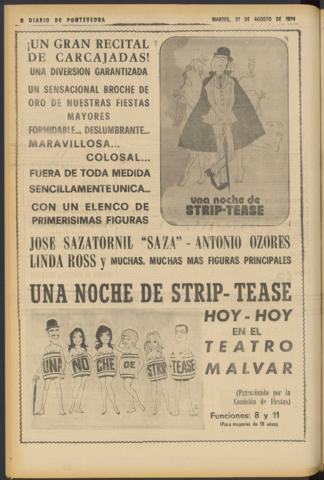 8 DIARIO DE PONTEVEDRA
MARTES, 27 DE AGOSTO DE 1974
¡UN GRAN RECITAL
DE CARCAJADAS!
UNA DIVERSION GARANTIZADA
UN SENSACIONAL BROCHE DE
ORO DE NUESTRAS FIESTAS
MAYORES
FORMIDABLE... DESLUMBRANTE...
MARAVILLOSA...
COLOSAL...
FUERA DE TODA MEDIDA
SENCILLAMENTE UNICA...
CON UN ELENCO DE
PRIMERISIMAS FIGURAS
una noche de
STRIP-TEASE
JOSE SAZATORNIL "SAZA" - ANTONIO OZORES
LINDA ROSS y MUCHAS, MUCHAS MAS FIGURAS PRINCIPALES
UNA NOCHE DE STRIP-TEASE
HOY - HOY
EN EL
TEATRO
MALVAR
(Patrocinado por la
Comisión de Fiestas)
Funciones: 8 y 11
(Para mayores de 18 años)
UNA NOCHE DE STRIP-TEASE